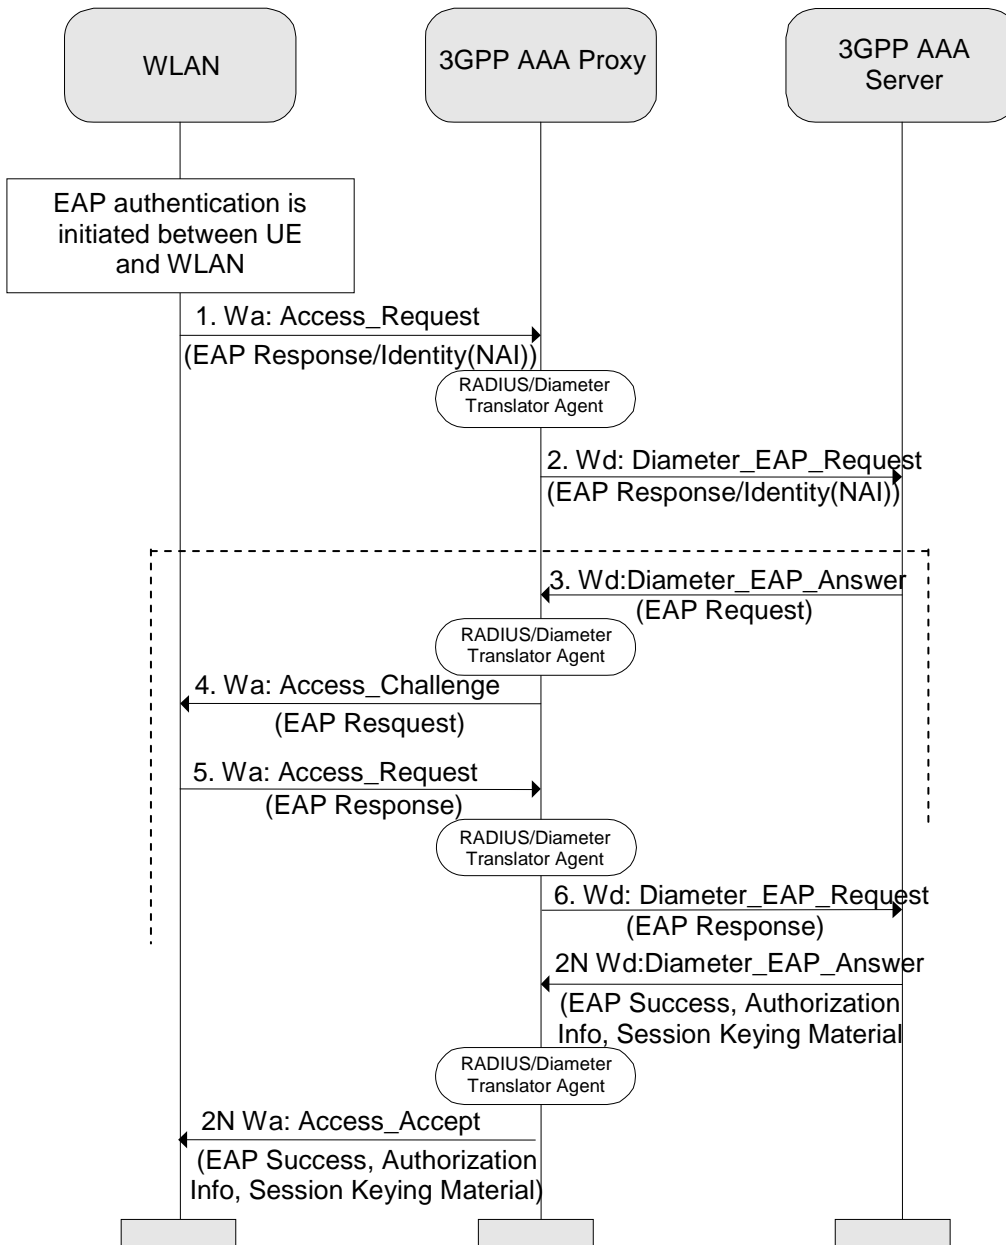 WLAN
3GPP AAA Proxy
3GPP AAA
Server
EAP authentication is
initiated between UE
and WLAN
1. Wa: Access_Request
(EAP Response/Identity(NAI))
RADIUS/Diameter
Translator Agent
2. Wd: Diameter_EAP_Request
(EAP Response/Identity(NAI))
3. Wd:Diameter_EAP_Answer
(EAP Request)
RADIUS/Diameter
Translator Agent
4. Wa: Access_Challenge
(EAP Resquest)
5. Wa: Access_Request
(EAP Response)
RADIUS/Diameter
Translator Agent
6. Wd: Diameter_EAP_Request
(EAP Response)
2N Wd:Diameter_EAP_Answer
(EAP Success, Authorization
Info, Session Keying Material
RADIUS/Diameter
Translator Agent
2N Wa: Access_Accept
(EAP Success, Authorization
Info, Session Keying Material)